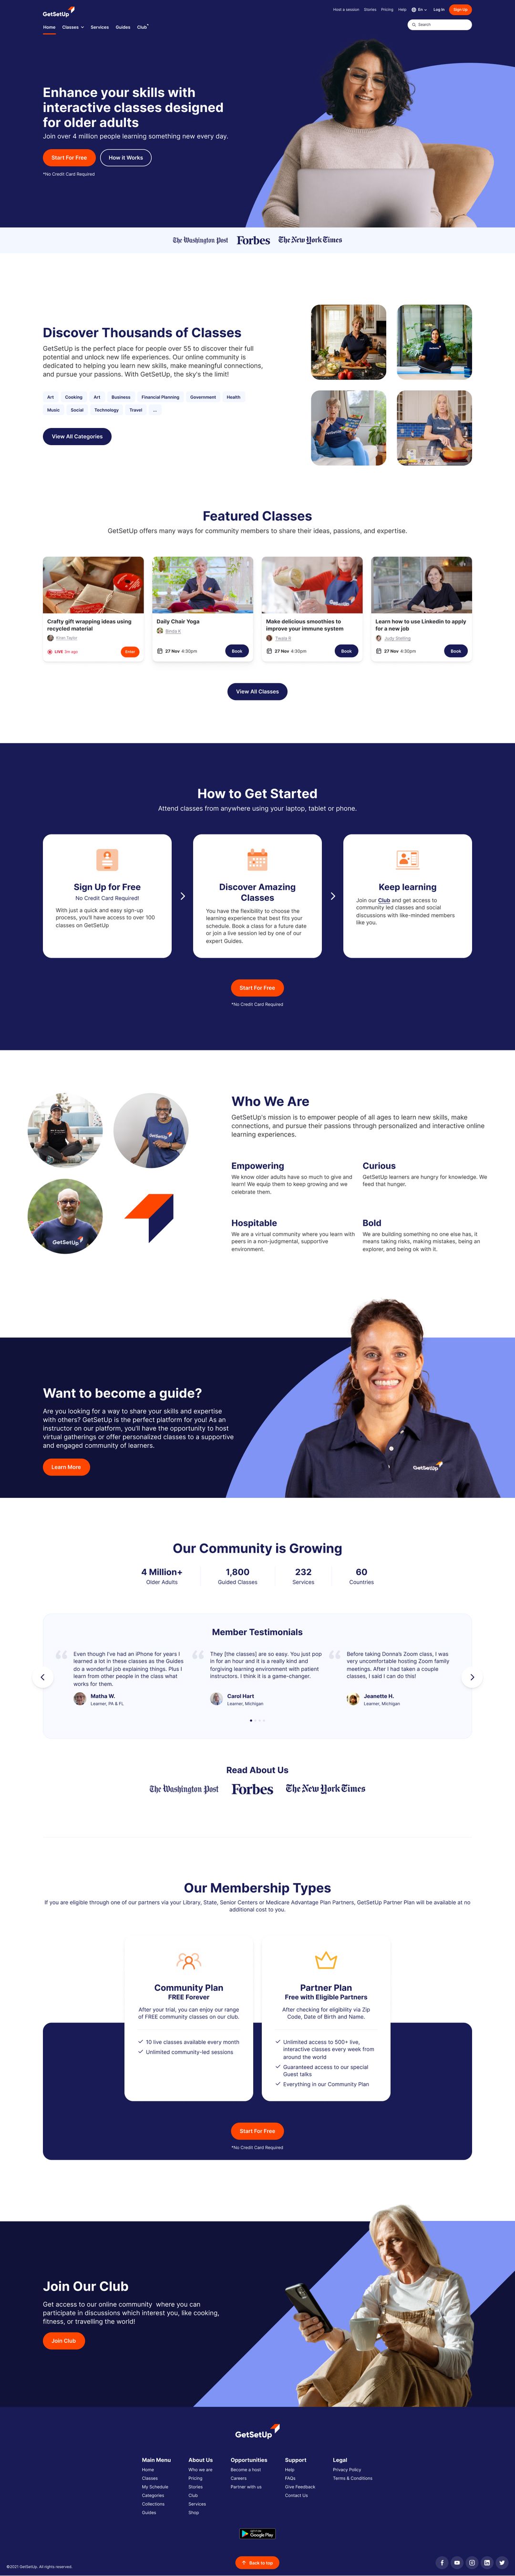 GetSetUp
Host a session Stories Pricing Help En Log in Sign Up
Home Classes Services Guides Club
Search
Enhance your skills with
interactive classes designed
for older adults
Join over 4 million people learning something new every day.
Start For Free How it Works
*No Credit Card Required
The Washington Post Forbes The New York Times
Discover Thousands of Classes
GetSetUp is the perfect place for people over 55 to discover their full
potential and unlock new life experiences. Our online community is
dedicated to helping you learn new skills, make meaningful connections,
and pursue your passions. With GetSetUp, the sky's the limit!
Art Cooking Art Business Financial Planning Government Health
Music Social Technology Travel ...
View All Categories
Featured Classes
GetSetUp offers many ways for community members to share their ideas, passions, and expertise.
Crafty gift wrapping ideas using
recycled material
Brian Taylor
LIVE 2m ago Enter
Daily Chair Yoga
Binda K
27 Nov 4:30pm Book
Make delicious smoothies to
improve your immune system
27 Nov 4:30pm Book
Learn how to use Linkedin to apply
for a new job
27 Nov 4:30pm Book
View All Classes
How to Get Started
Attend classes from anywhere using your laptop, tablet or phone.
Sign Up for Free
No Credit Card Required!
With just a quick and easy sign-up
process, you'll have access to over 100
classes on GetSetUp
Discover Amazing
Classes
You have the flexibility to choose the
learning experience that best fits your
schedule. Book a class for a future date
or join a live session led by one of our
expert Guides.
Keep learning
Join our Club and get access to
community led classes and social
discussions with like-minded members
like you.
Start For Free
*No Credit Card Required
Who We Are
GetSetUp's mission is to empower people of all ages to learn new skills, make
connections, and pursue their passions through personalized and interactive online
learning experiences.
Empowering
We know older adults have so much to give and
learn! We equip them to keep growing and we
celebrate them.
Curious
GetSetUp learners are hungry for knowledge. We
feed that hunger.
Hospitable
We are a virtual community where you learn with
peers in a non-judgmental, supportive
environment.
Bold
We are building something no one else has, it
means taking risks, making mistakes, being an
explorer, and being ok with it.
GetSetUp
Want to become a guide?
Are you looking for a way to share your skills and expertise
with others? GetSetUp is the perfect platform for you! As an
instructor on our platform, you'll have the opportunity to host
virtual gatherings or offer personalized classes to a supportive
and engaged community of learners.
Learn More
GetSetUp
Our Community is Growing
4 Million+ 1,800 232 60
Older Adults Guided Classes Services Countries
Member Testimonials
Even though I've had an iPhone for years I
learned a lot in these classes as the Guides
do a wonderful job explaining things. Plus I
learn from other people in the class what
works for them.
Matha W.
Learner, PA & FL
They [the classes] are so easy. You just pop
in for an hour and it is a really kind and
forgiving learning environment with patient
instructors. I think it is a game-changer.
Carol Hart
Learner, Michigan
Before taking Donna's Zoom class, I was
very uncomfortable hosting Zoom family
meetings. After I had taken a couple
classes, I said I can do this!
Jeanette H.
Learner, Michigan
Read About Us
The Washington Post Forbes The New York Times
Our Membership Types
If you are eligible through one of our partners via your Library, State, Senior Centers or Medicare Advantage Plan Partners, GetSetUp Partner Plan will be available at no
additional cost to you.
Community Plan
FREE Forever
After your trial, you can enjoy our range
of FREE community classes on our club.
10 live classes available every month
Unlimited community-led sessions
Partner Plan
Free with Eligible Partners
After checking for eligibility via Zip
Code, Date of Birth and Name.
Unlimited access to 500+ live,
interactive classes every week from
around the world
Guaranteed access to our special
Guest talks
Everything in our Community Plan
Start For Free
*No Credit Card Required
Join Our Club
Get access to our online community where you can
participate in discussions which interest you, like cooking,
fitness, or travelling the world!
Join Club
GetSetUp
Main Menu
Home
Classes
My Schedule
Categories
Collections
Guides
About Us
Who we are
Pricing
Stories
Club
Services
Shop
Opportunities
Become a host
Careers
Partner with us
Support
Help
FAQs
Give Feedback
Contact Us
Legal
Privacy Policy
Terms & Conditions
GET IT ON
Google Play
©2021 GetSetUp. All rights reserved.
Back to top